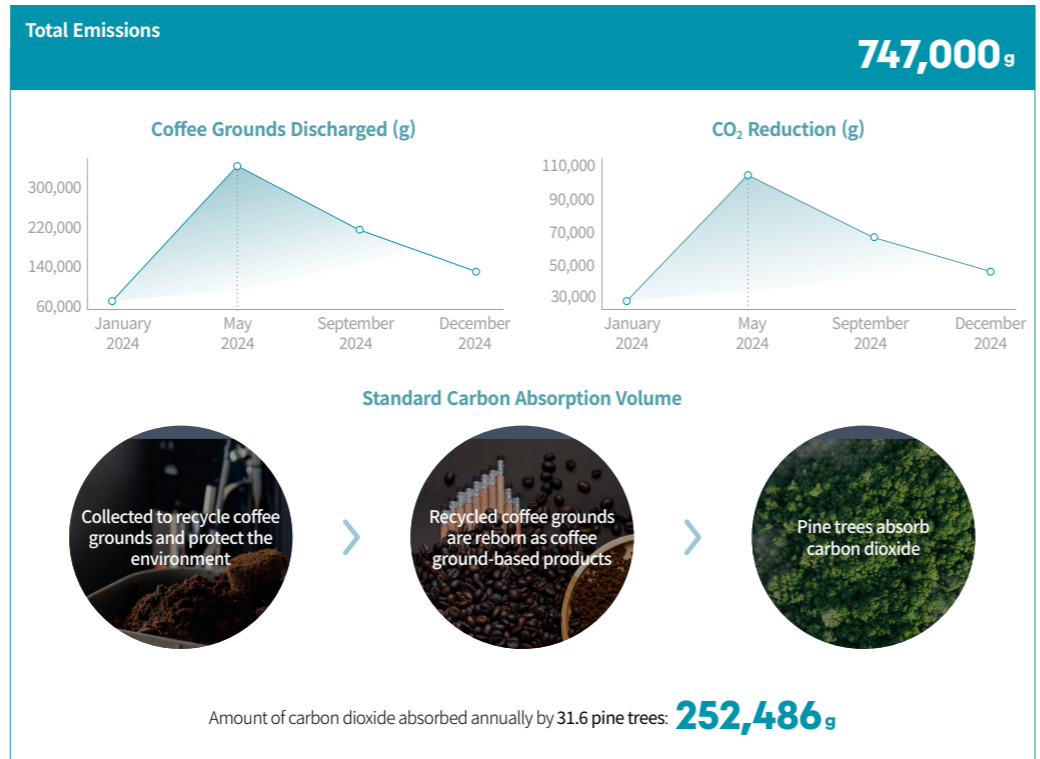 Total Emissions
747,000 g
Coffee Grounds Discharged (g)
300,000
220,000
140,000
60,000
January
2024
May
2024
September
2024
December
2024
CO₂ Reduction (g)
110,000
90,000
70,000
50,000
30,000
January
2024
May
2024
September
2024
December
2024
Standard Carbon Absorption Volume
Collected to recycle coffee
grounds and protect the
environment
Recycled coffee grounds
are reborn as coffee
ground-based products
Pine trees absorb
carbon dioxide
Amount of carbon dioxide absorbed annually by 31.6 pine trees: 252,486 g